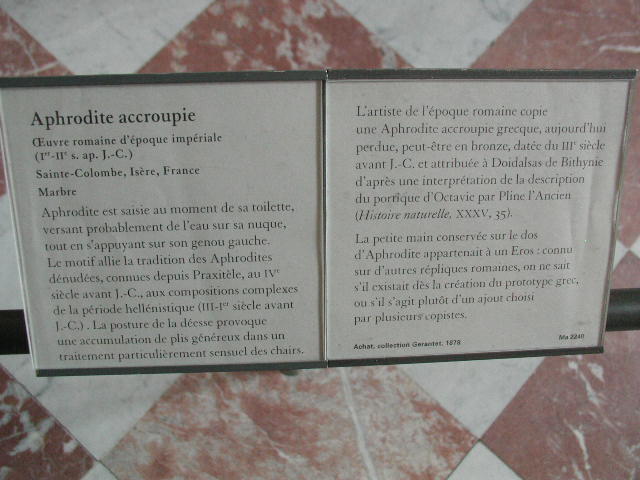 Aphrodite accroupie
Œuvre romaine d'époque impériale
(Ier-IIe s. ap. J.-C.)
Sainte-Colombe, Isère, France
Marbre
Aphrodite est saisie au moment de sa toilette,
versant probablement de l'eau sur sa nuque,
tout en s'appuyant sur son genou gauche.
Le motif allie la tradition des Aphrodites
dénudées, connues depuis Praxitèle, au IVe
siècle avant J.-C., aux compositions complexes
de la période hellénistique (III-Ier siècle avant
J.-C.). La posture de la déesse provoque
une accumulation de plis généreux dans un
traitement particulièrement sensuel des chairs.
L'artiste de l'époque romaine copie
une Aphrodite accroupie grecque, aujourd'hui
perdue, peut-être en bronze, datée du IIIe siècle
avant J.-C. et attribuée à Doidalsas de Bithynie
d'après une interprétation de la description
du portique d'Octavie par Pline l'Ancien
(Histoire naturelle, XXXV, 35).
La petite main conservée sur le dos
d'Aphrodite appartenait à un Eros : connu
sur d'autres répliques romaines, on ne sait
s'il existait dès la création du prototype grec,
ou s'il s'agit plutôt d'un ajout choisi
par plusieurs copistes.
Achat, collection Gerantet, 1878
Ma 2240